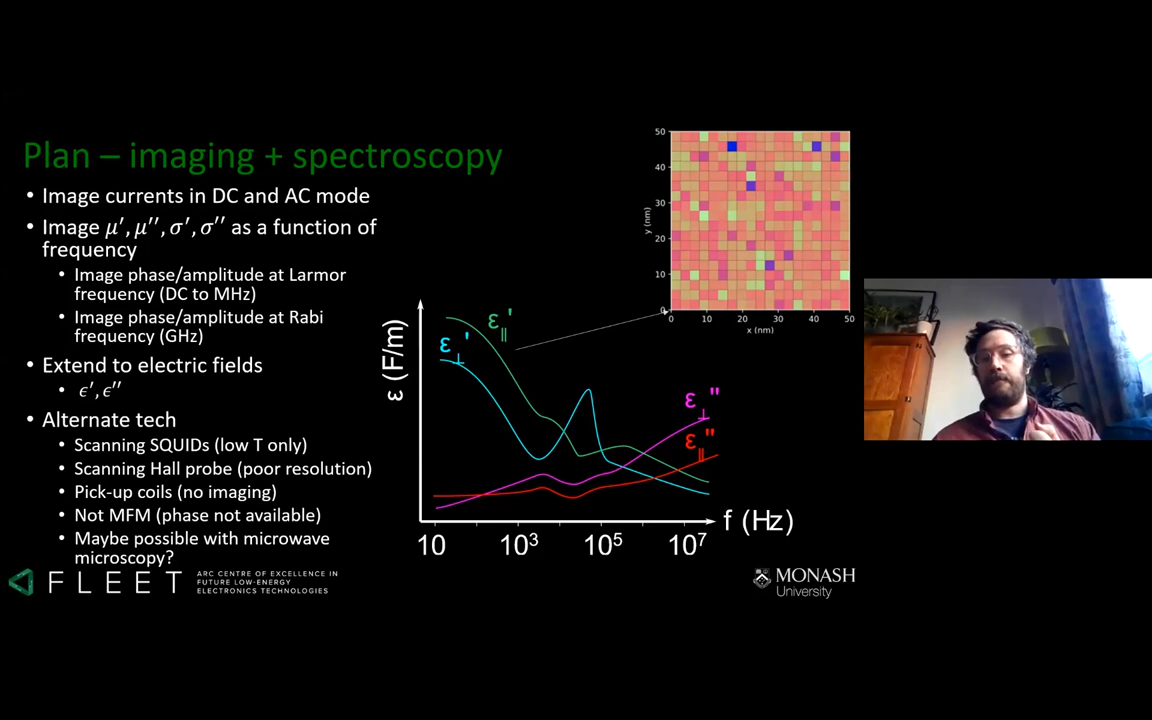 Plan – imaging + spectroscopy
• Image currents in DC and AC mode
• Image μ′, μ′′, σ′, σ′′ as a function of
frequency
• Image phase/amplitude at Larmor
frequency (DC to MHz)
• Image phase/amplitude at Rabi
frequency (GHz)
• Extend to electric fields
• ϵ′, ϵ′′
• Alternate tech
• Scanning SQUIDs (low T only)
• Scanning Hall probe (poor resolution)
• Pick-up coils (no imaging)
• Not MFM (phase not available)
• Maybe possible with microwave
microscopy?
50
40
30
20
10
0
y (nm)
0 10 20 30 40 50
x (nm)
ε (F/m)
ε∥'
ε⊥'
ε⊥"
ε∥"
10 10³ 10⁵ 10⁷
f (Hz)
FLEET
ARC CENTRE OF EXCELLENCE IN
FUTURE LOW-ENERGY
ELECTRONICS TECHNOLOGIES
MONASH
University